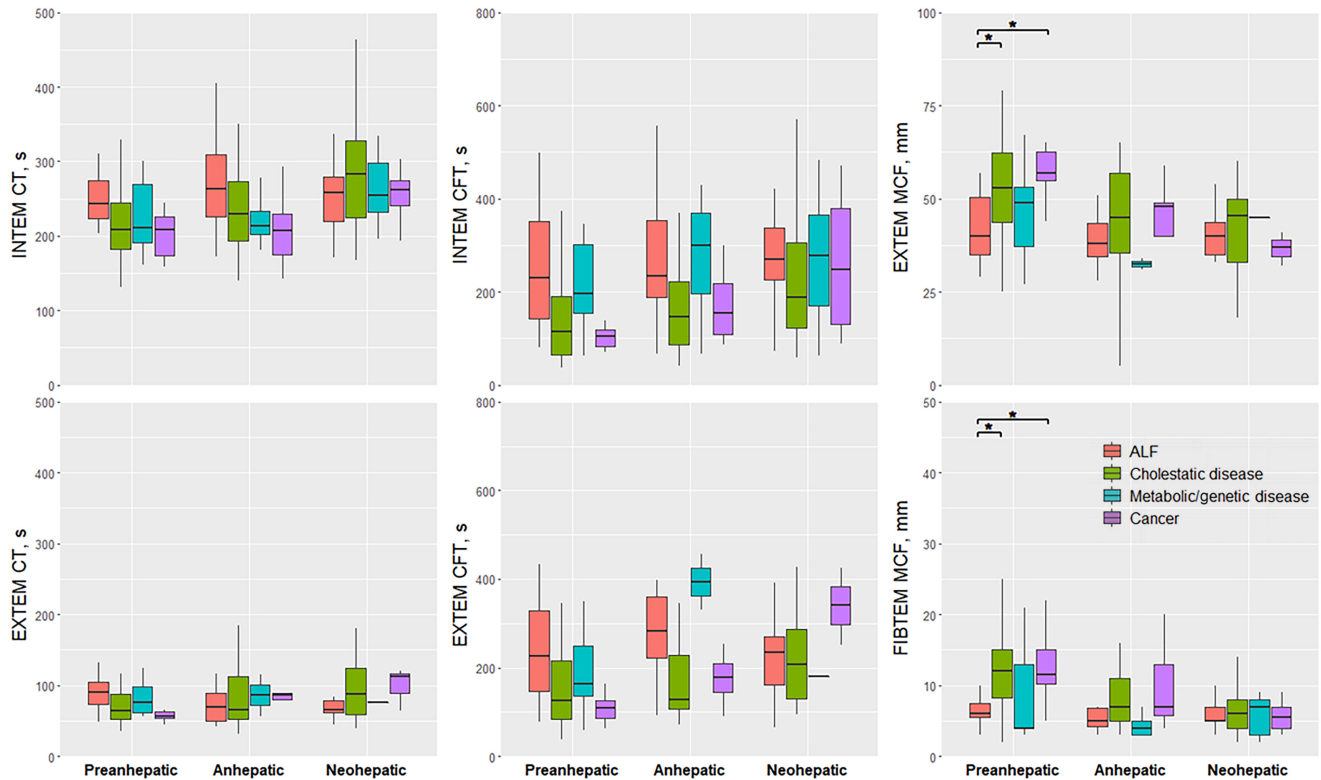 500
400
300
200
100
0
INTEM CT, s
800
600
400
200
0
INTEM CFT, s
100
75
50
25
0
EXTEM MCF, mm
*
*
500
400
300
200
100
0
EXTEM CT, s
Preanhepatic Anhepatic Neohepatic
800
600
400
200
0
EXTEM CFT, s
Preanhepatic Anhepatic Neohepatic
50
40
30
20
10
0
FIBTEM MCF, mm
*
*
ALF
Cholestatic disease
Metabolic/genetic disease
Cancer
Preanhepatic Anhepatic Neohepatic